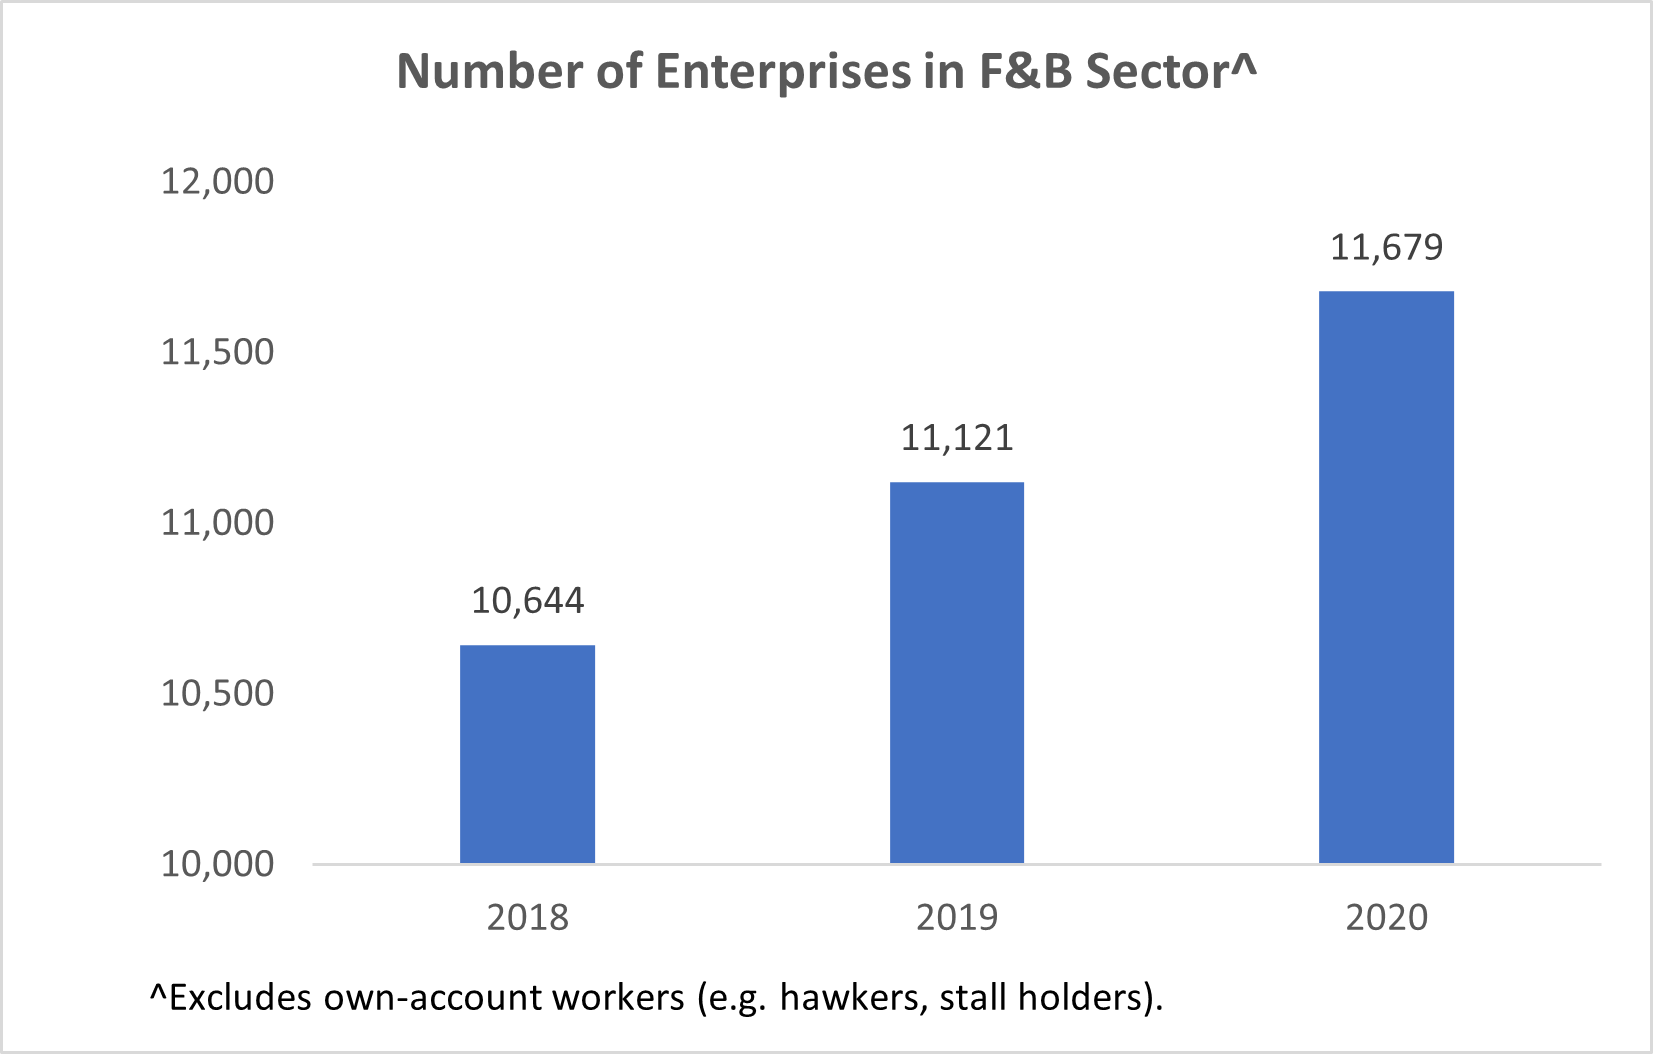 Number of Enterprises in F&B Sector^
12,000
11,679
11,500
11,121
11,000
10,644
10,500
10,000
2018 2019 2020
^Excludes own-account workers (e.g. hawkers, stall holders).